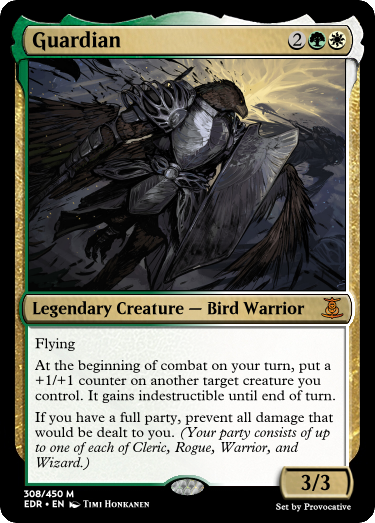 Guardian 2
Legendary Creature — Bird Warrior
Flying
At the beginning of combat on your turn, put a
+1/+1 counter on another target creature you
control. It gains indestructible until end of turn.
If you have a full party, prevent all damage that
would be dealt to you. (Your party consists of up
to one of each of Cleric, Rogue, Warrior, and
Wizard.)
3/3
308/450 M
EDR • EN Timi Honkanen
Set by Provocative